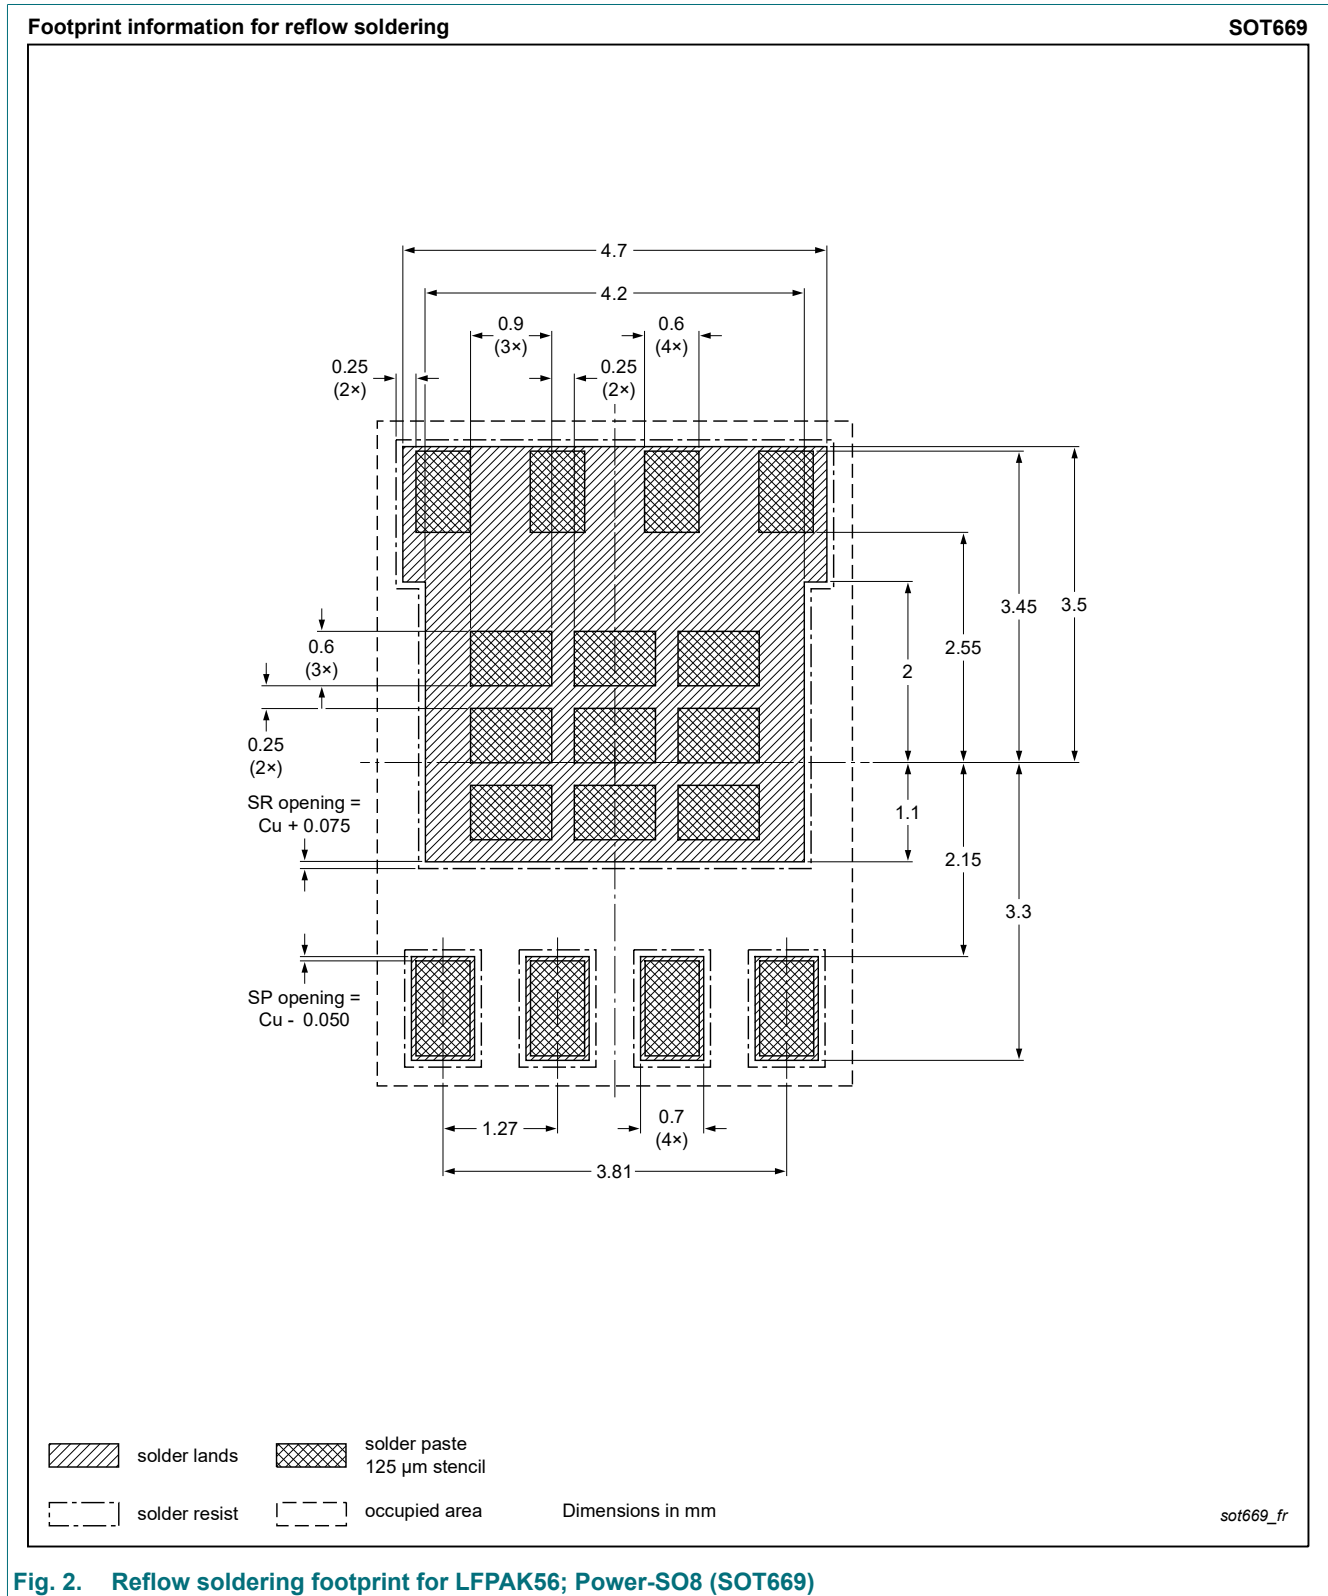 Footprint information for reflow soldering
SOT669
4.7
4.2
0.9
(3×)
0.6
(4×)
0.25
(2×)
0.25
(2×)
3.45
3.5
2.55
2
0.6
(3×)
0.25
(2×)
SR opening =
Cu + 0.075
1.1
2.15
3.3
SP opening =
Cu - 0.050
1.27
0.7
(4×)
3.81
solder lands
solder paste
125 µm stencil
solder resist
occupied area
Dimensions in mm
sot669_fr
Fig. 2. Reflow soldering footprint for LFPAK56; Power-SO8 (SOT669)